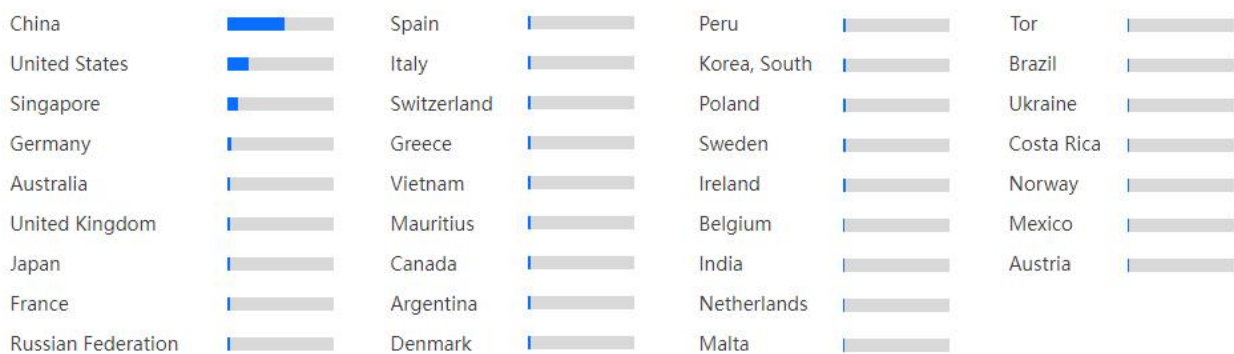 China
United States
Singapore
Germany
Australia
United Kingdom
Japan
France
Russian Federation
Spain
Italy
Switzerland
Greece
Vietnam
Mauritius
Canada
Argentina
Denmark
Peru
Korea, South
Poland
Sweden
Ireland
Belgium
India
Netherlands
Malta
Tor
Brazil
Ukraine
Costa Rica
Norway
Mexico
Austria